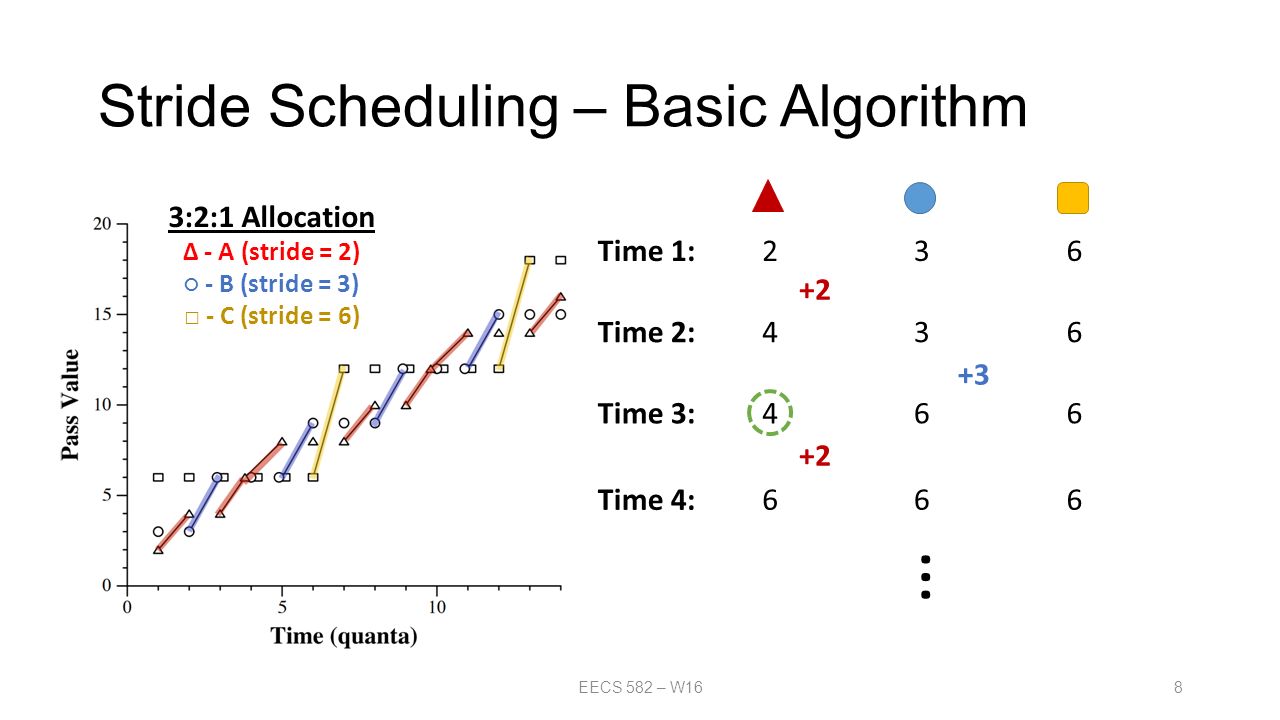 Stride Scheduling – Basic Algorithm
3:2:1 Allocation
Δ - A (stride = 2)
○ - B (stride = 3)
□ - C (stride = 6)
20
15
10
5
0
0 5 10
Pass Value
Time (quanta)
Time 1: 2 3 6
+2
Time 2: 4 3 6
+3
Time 3: 4 6 6
+2
Time 4: 6 6 6
⋮
EECS 582 – W16 8